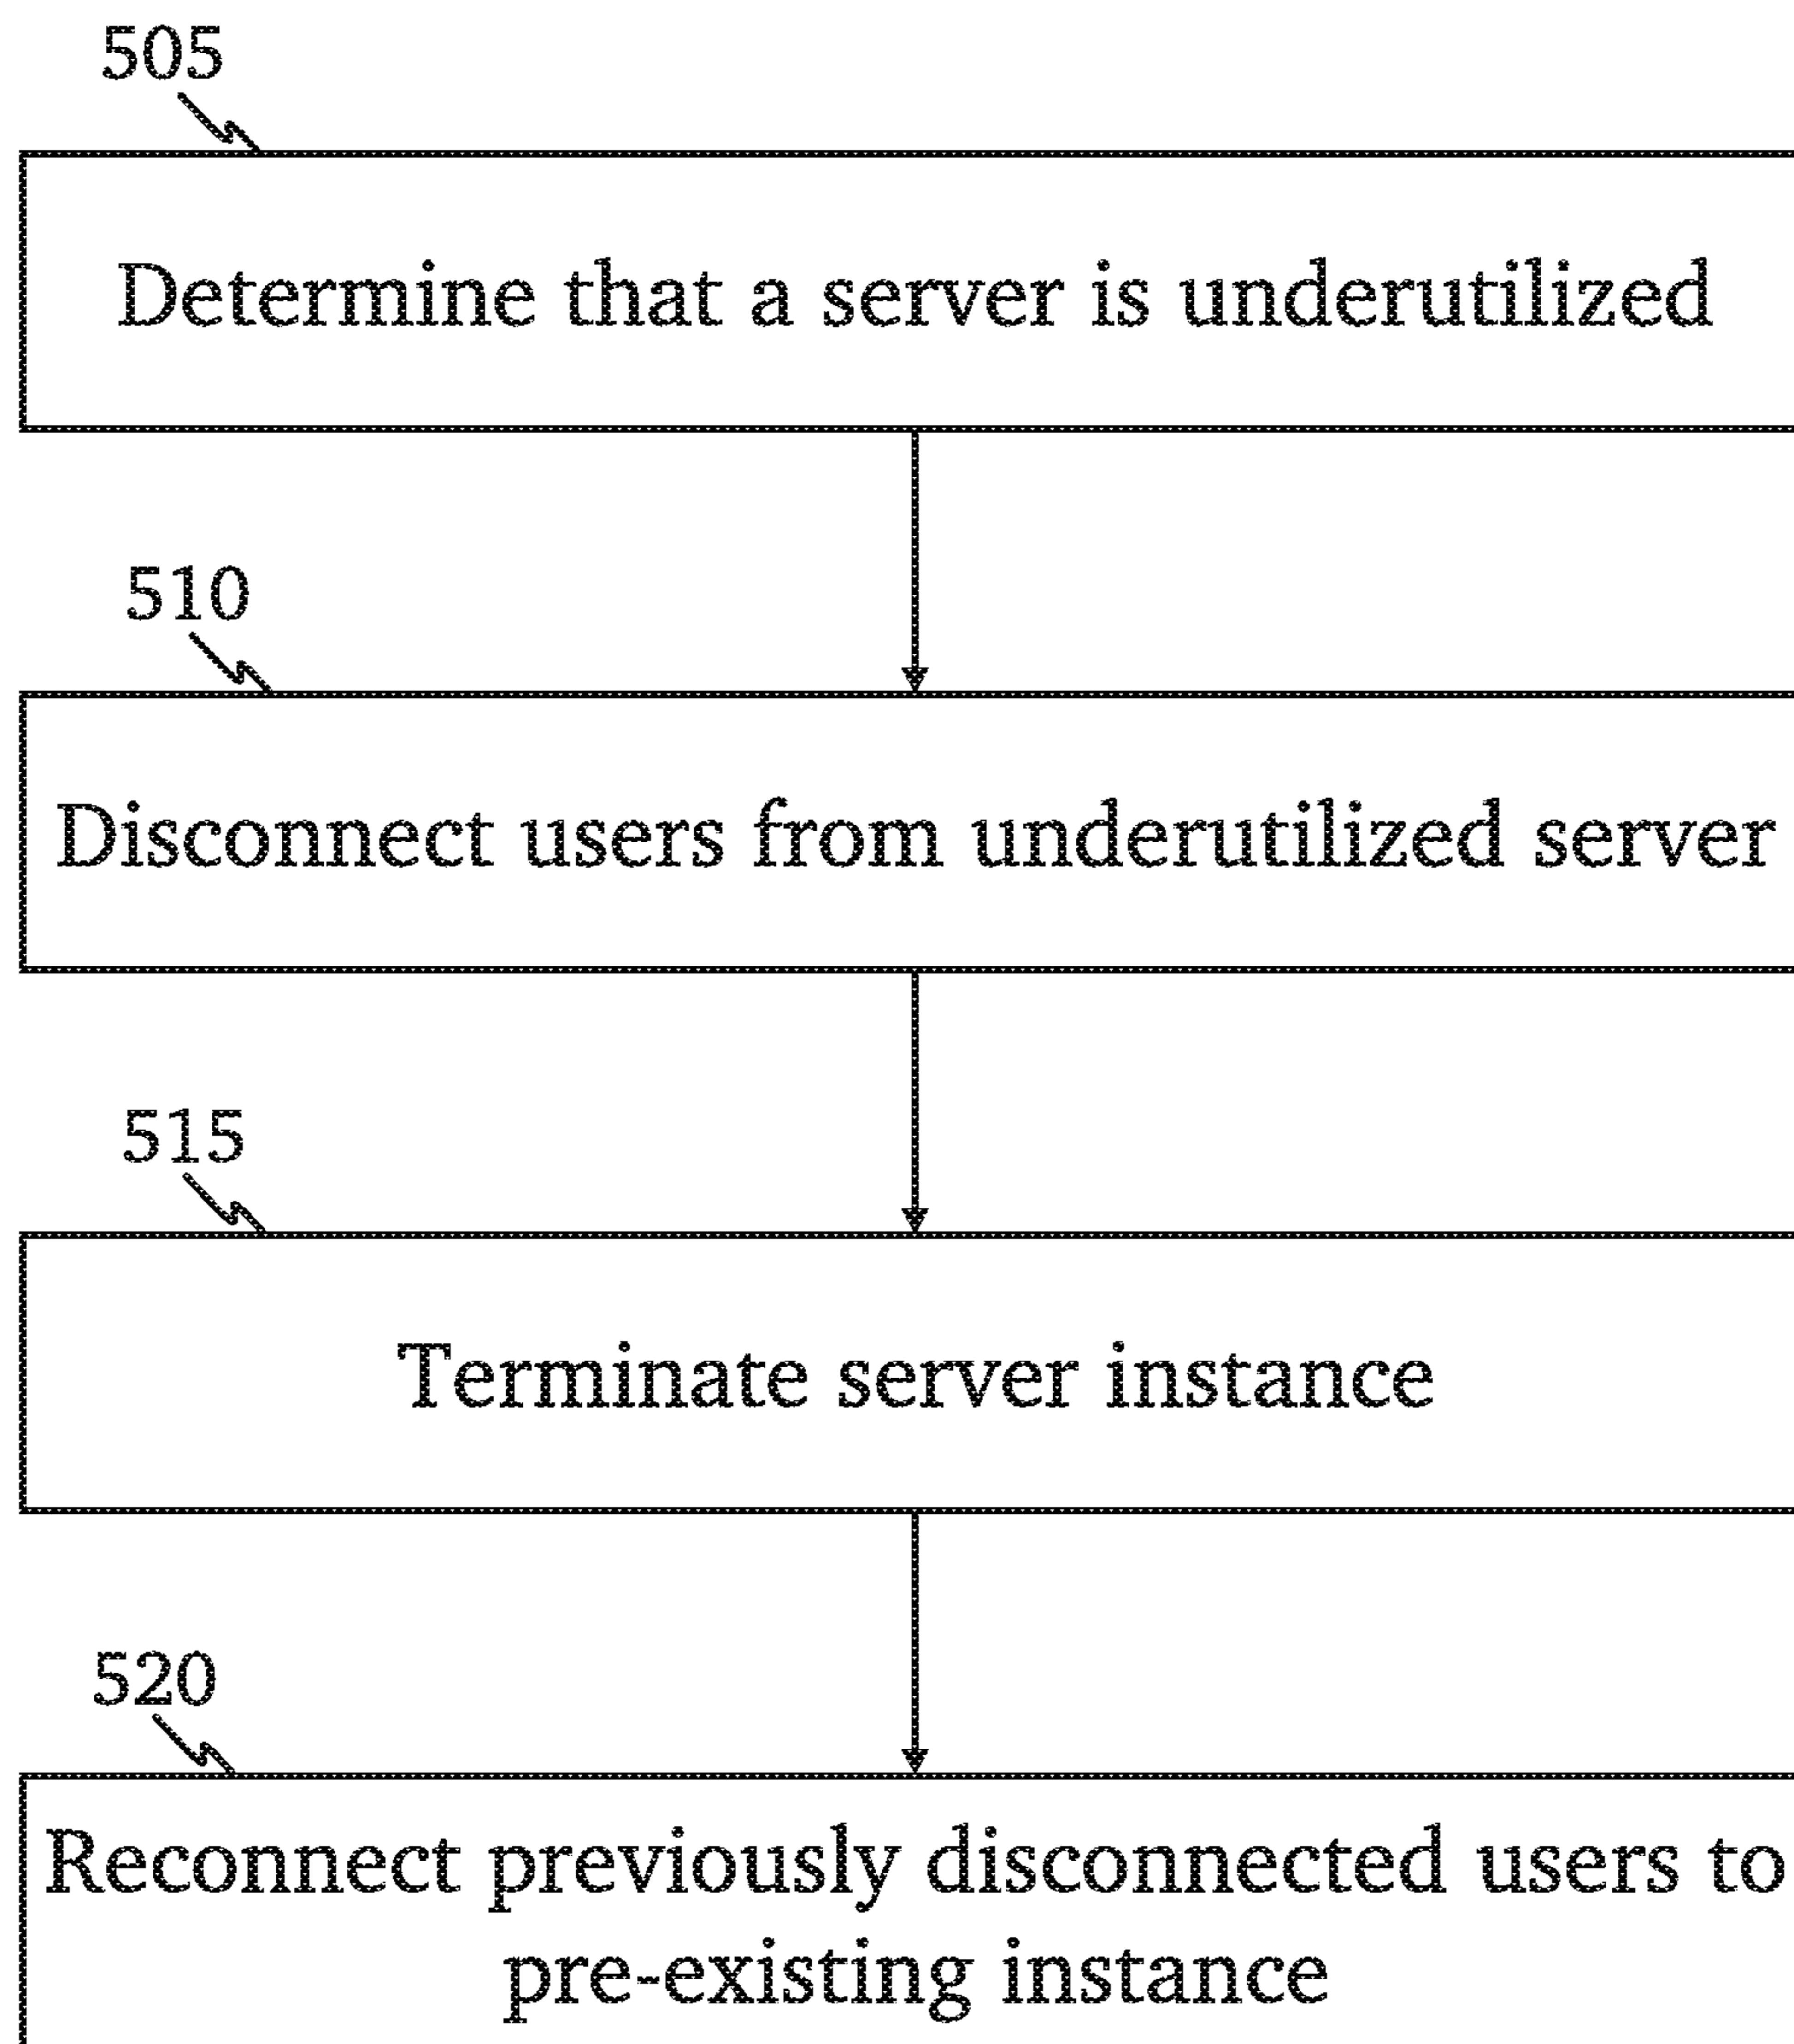 505
Determine that a server is underutilized
510
Disconnect users from underutilized server
515
Terminate server instance
520
Reconnect previously disconnected users to
pre-existing instance